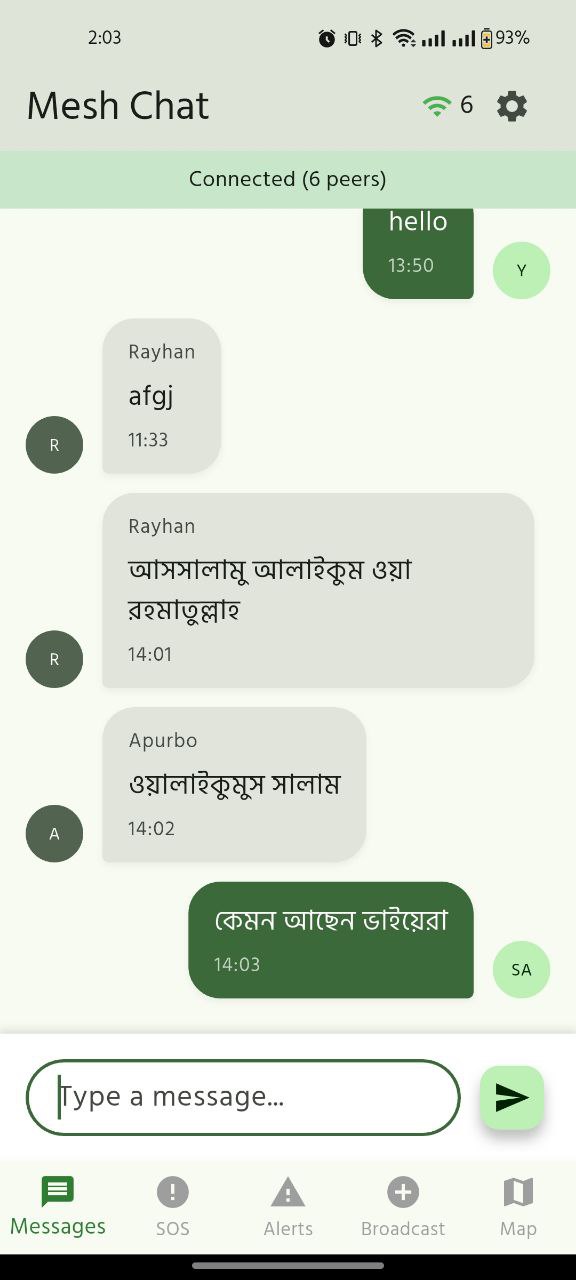 2:03 93%
Mesh Chat 6
Connected (6 peers)
hello
13:50
Y
Rayhan
afgj
11:33
R
Rayhan
আসসালামু আলাইকুম ওয়া
রহমাতুল্লাহ
14:01
R
Apurbo
ওয়ালাইকুমুস সালাম
14:02
A
কেমন আছেন ভাইয়েরা
14:03
SA
Type a message...
Messages SOS Alerts Broadcast Map